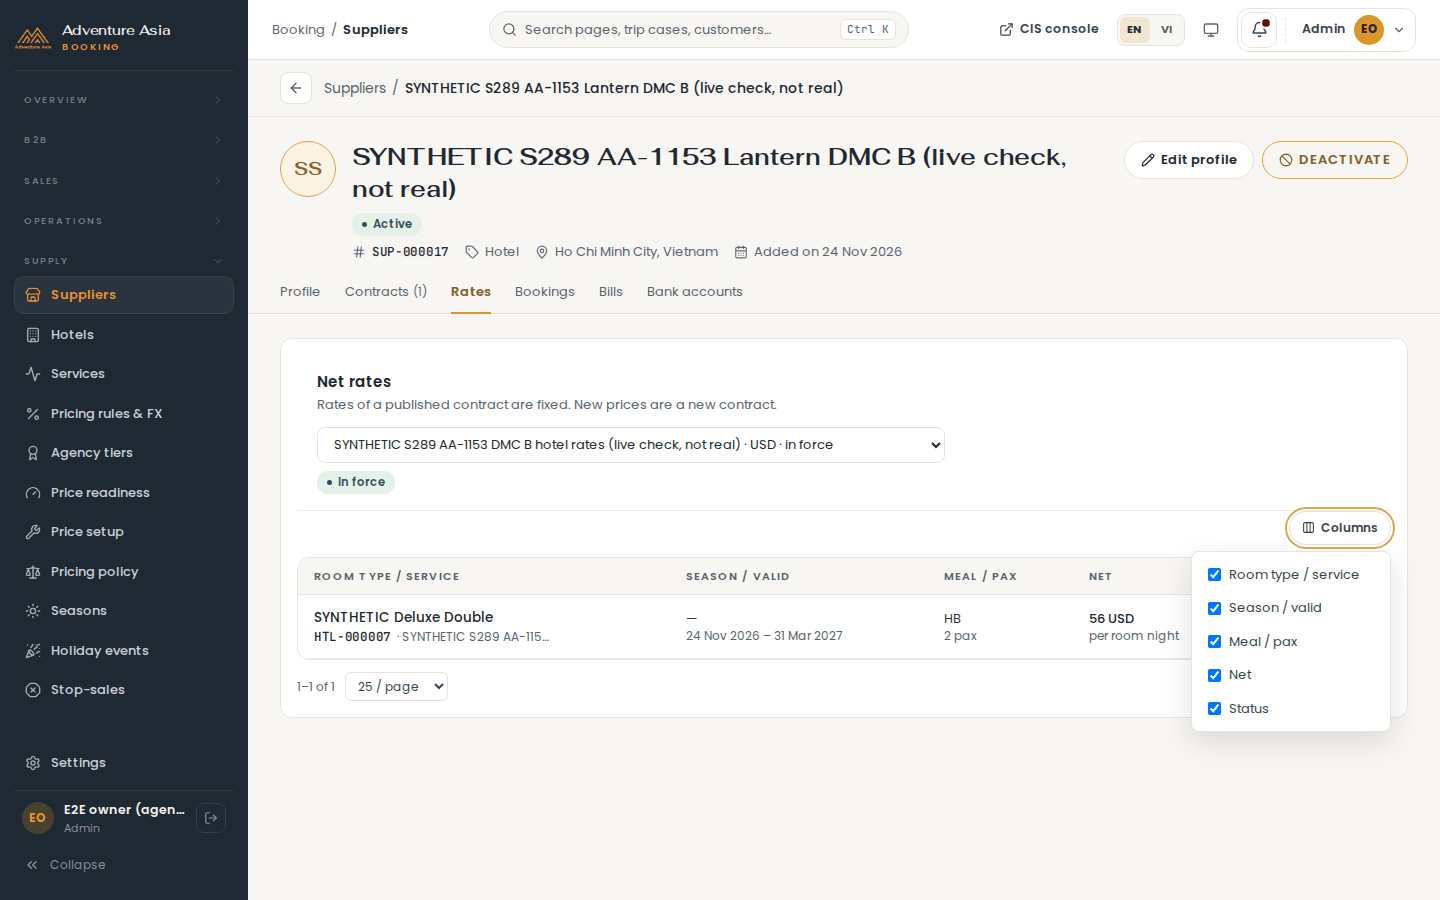 Adventure Asia
BOOKING
Adventure Asia
OVERVIEW
B2B
SALES
OPERATIONS
SUPPLY
Suppliers
Hotels
Services
Pricing rules & FX
Agency tiers
Price readiness
Price setup
Pricing policy
Seasons
Holiday events
Stop-sales
Settings
EO
E2E owner (agen...
Admin
Collapse
Booking / Suppliers
Search pages, trip cases, customers...
Ctrl K
CIS console
EN
VI
Admin
EO
Suppliers / SYNTHETIC S289 AA-1153 Lantern DMC B (live check, not real)
SS
SYNTHETIC S289 AA-1153 Lantern DMC B (live check,
not real)
Active
SUP-000017
Hotel
Ho Chi Minh City, Vietnam
Added on 24 Nov 2026
Edit profile
DEACTIVATE
Profile
Contracts (1)
Rates
Bookings
Bills
Bank accounts
Net rates
Rates of a published contract are fixed. New prices are a new contract.
SYNTHETIC S289 AA-1153 DMC B hotel rates (live check, not real) · USD · in force
In force
Columns
ROOM TYPE / SERVICE
SEASON / VALID
MEAL / PAX
NET
SYNTHETIC Deluxe Double
—
HB
56 USD
HTL-000007 · SYNTHETIC S289 AA-115...
24 Nov 2026 – 31 Mar 2027
2 pax
per room night
Room type / service
Season / valid
Meal / pax
Net
Status
1–1 of 1
25 / page